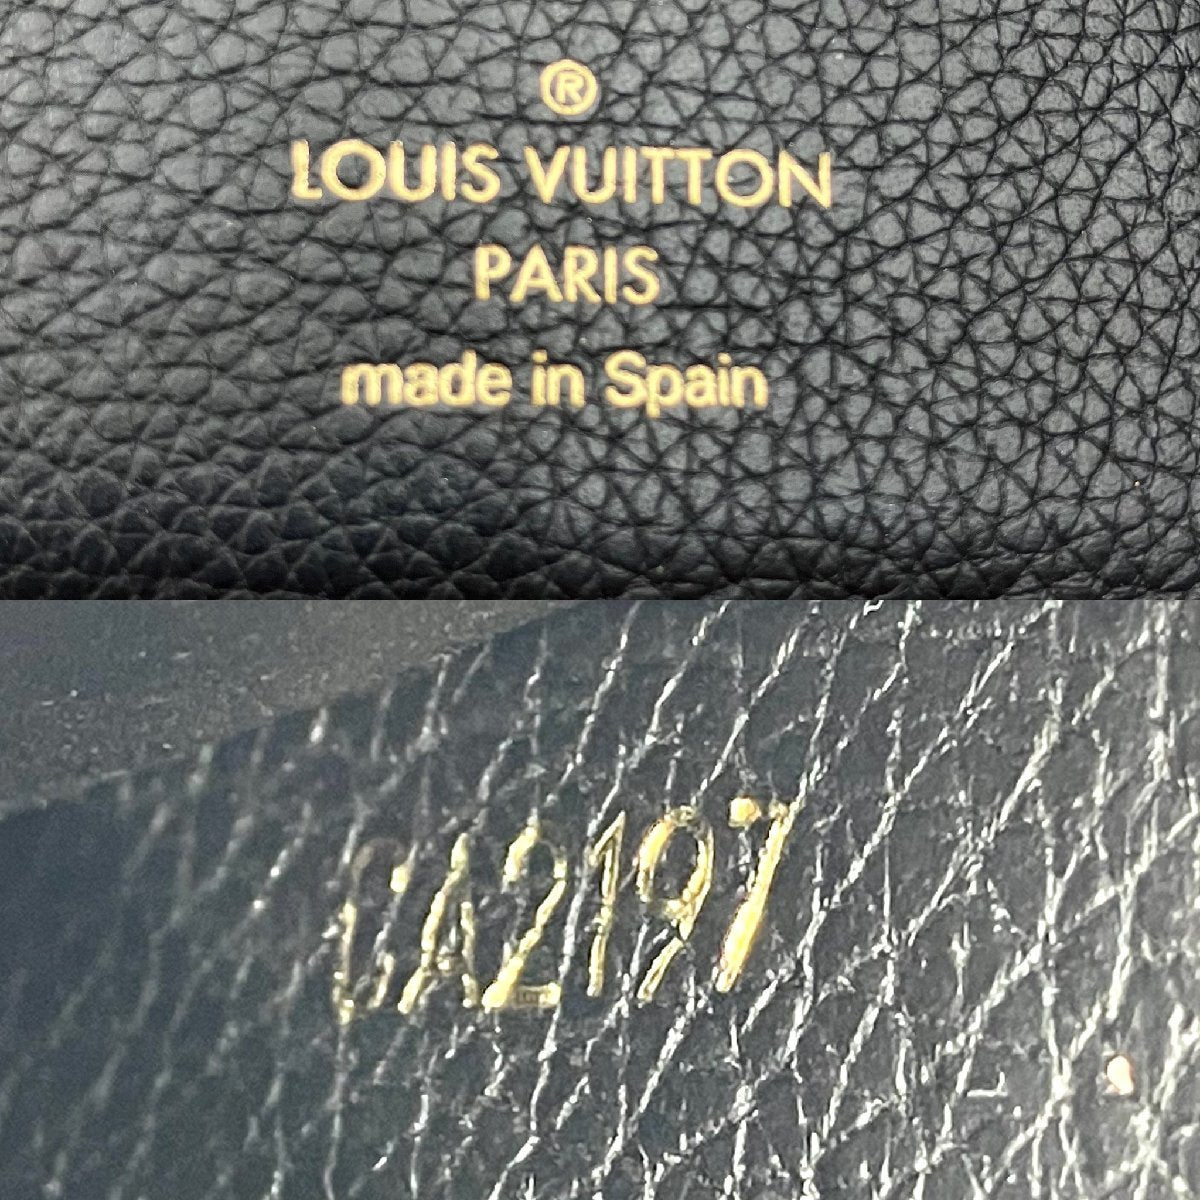 ®
LOUIS VUITTON
PARIS
made in Spain
CA2197